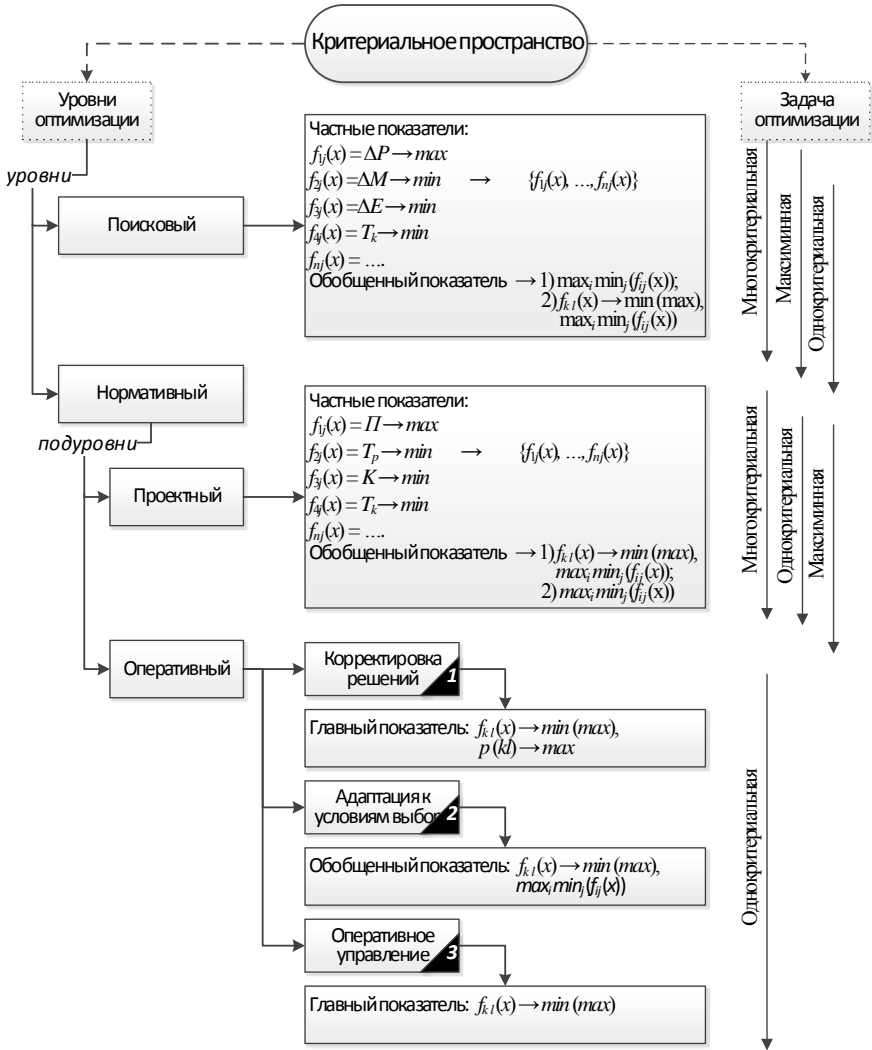 Критериальное пространство
Уровни
оптимизации
Задача
оптимизации
уровни
Поисковый
Частные показатели:
f1j(x) = ΔP → max
f2j(x) = ΔM → min → {f1j(x), …, fnj(x)}
f3j(x) = ΔE → min
f4j(x) = Tk → min
fnj(x) = ….
Обобщенный показатель → 1) maxi minj(fij(x));
2) fkl(x) → min (max),
maxi minj(fij(x))
Многокритериальная
Максиминная
Однокритериальная
Нормативный
подуровни
Проектный
Частные показатели:
f1j(x) = П → max
f2j(x) = Tp → min → {f1j(x), …, fnj(x)}
f3j(x) = K → min
f4j(x) = Tk → min
fnj(x) = ….
Обобщенный показатель → 1) fkl(x) → min (max),
maxi minj(fij(x));
2) maxi minj(fij(x))
Многокритериальная
Однокритериальная
Максиминная
Оперативный
Корректировка
решений 1
Главный показатель: fkl(x) → min (max),
p (kl) → max
Адаптация к
условиям выбор 2
Обобщенный показатель: fkl(x) → min (max),
maxi minj(fij(x))
Оперативное
управление 3
Главный показатель: fkl(x) → min (max)
Однокритериальная